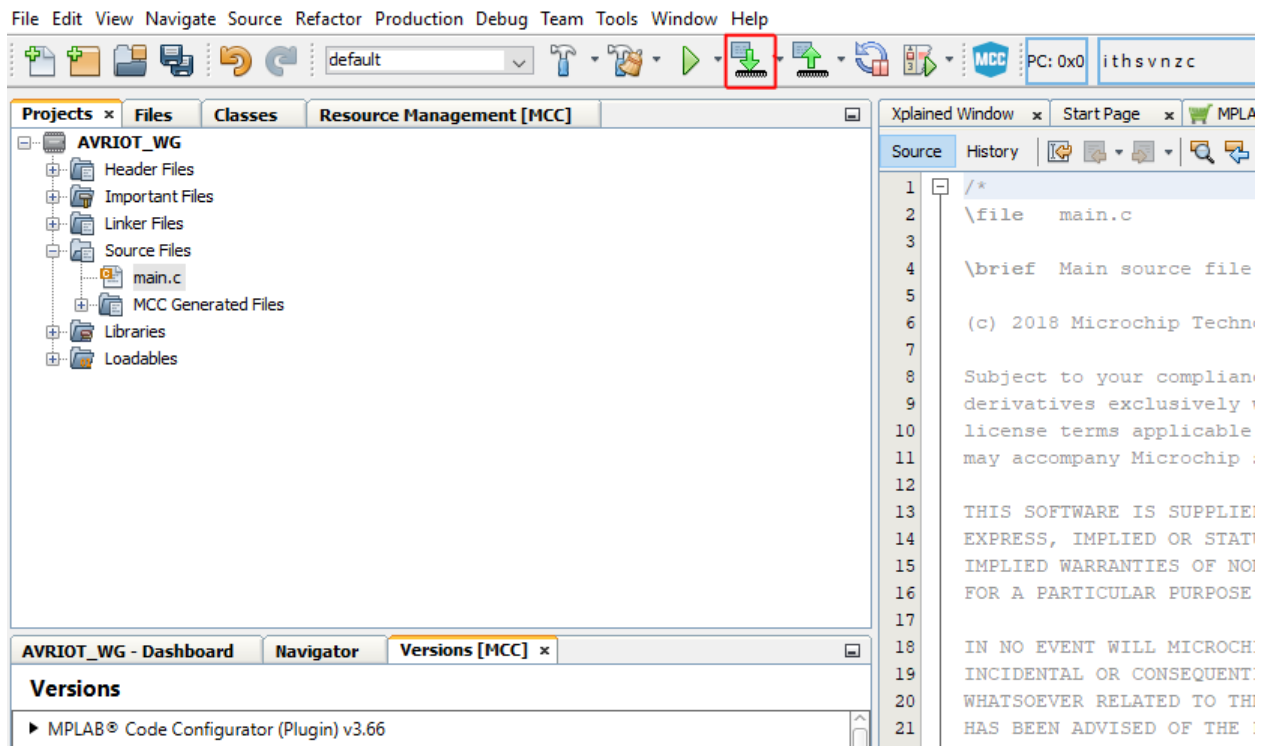 File Edit View Navigate Source Refactor Production Debug Team Tools Window Help
default
MCC
PC: 0x0
ithsvnzc
Projects × Files Classes Resource Management [MCC]
AVRIOT_WG
Header Files
Important Files
Linker Files
Source Files
main.c
MCC Generated Files
Libraries
Loadables
AVRIOT_WG - Dashboard Navigator Versions [MCC] ×
Versions
MPLAB® Code Configurator (Plugin) v3.66
Xplained Window × Start Page × MPLA
Source History
1 /*
2 \file main.c
3
4 \brief Main source file
5
6 (c) 2018 Microchip Techn
7
8 Subject to your complian
9 derivatives exclusively
10 license terms applicable
11 may accompany Microchip
12
13 THIS SOFTWARE IS SUPPLIE
14 EXPRESS, IMPLIED OR STATU
15 IMPLIED WARRANTIES OF NO
16 FOR A PARTICULAR PURPOSE
17
18 IN NO EVENT WILL MICROCH
19 INCIDENTAL OR CONSEQUENT
20 WHATSOEVER RELATED TO TH
21 HAS BEEN ADVISED OF THE